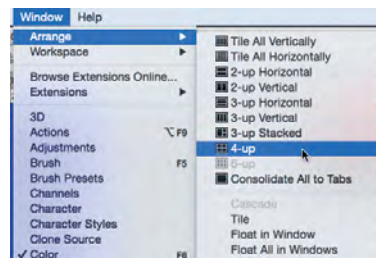 Window Help
Arrange
Workspace
Browse Extensions Online...
Extensions
3D
Actions ⌥F9
Adjustments
Brush F5
Brush Presets
Channels
Character
Character Styles
Clone Source
✓ Color F6
Tile All Vertically
Tile All Horizontally
2-up Horizontal
2-up Vertical
3-up Horizontal
3-up Vertical
3-up Stacked
4-up
6-up
Consolidate All to Tabs
Cascade
Tile
Float in Window
Float All in Windows